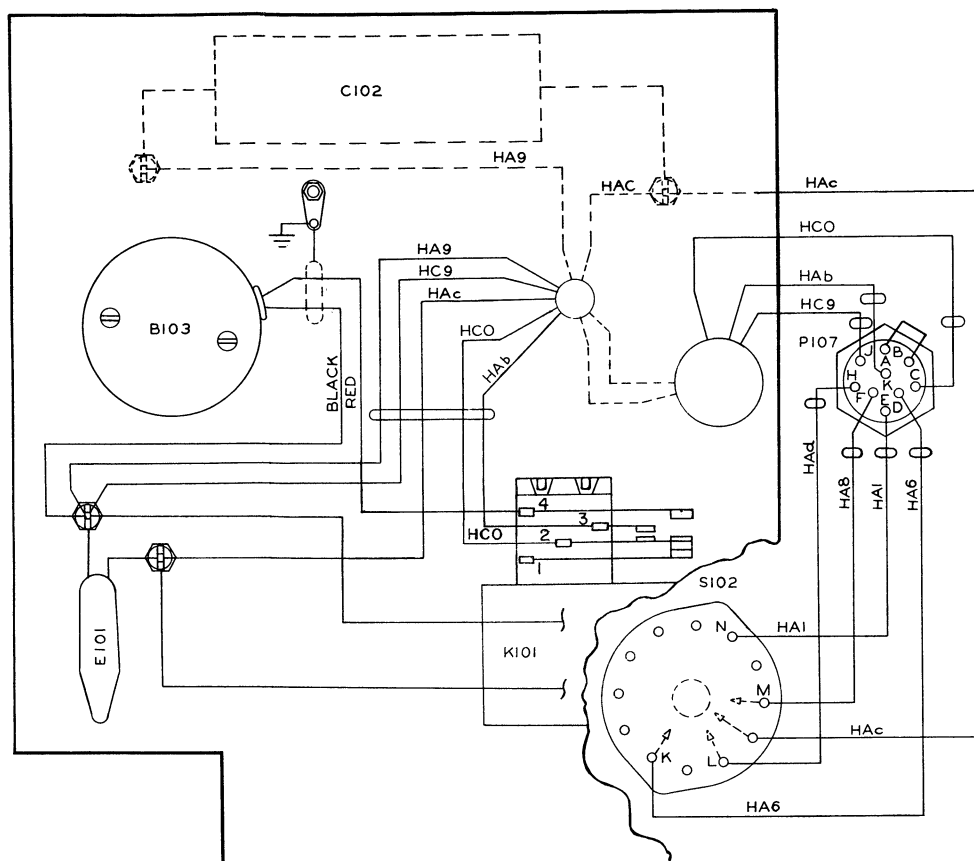 C102
HA9
HAC
HAc
HCO
HA9
HAb
HC9
HC9
HAc
B103
P107
HCO
HAb
J
B
A
H
C
K
F
E
D
BLACK
RED
HAd
HA8
HA1
HA6
4
3
HCO
2
1
S102
E101
K101
N
HA1
M
HAc
K
L
HA6